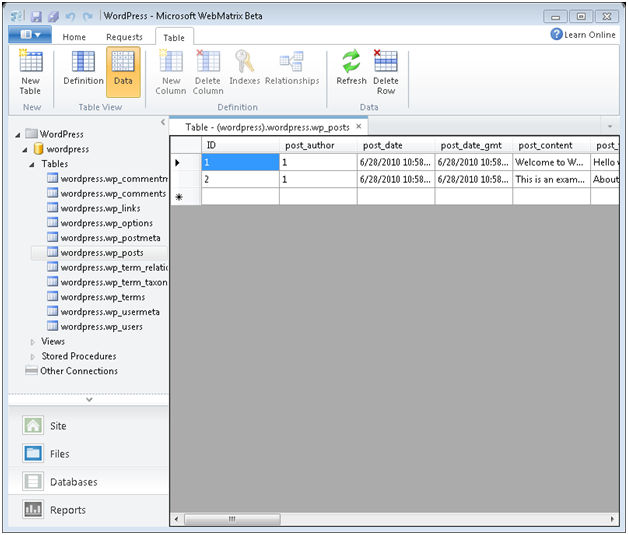 WordPress - Microsoft WebMatrix Beta
Home Requests Table Learn Online
New Table
Definition
Data
New Column
Delete Column
Indexes
Relationships
Refresh
Delete Row
New Table View Definition Data
WordPress
wordpress
Tables
wordpress.wp_commentm
wordpress.wp_comments
wordpress.wp_links
wordpress.wp_options
wordpress.wp_postmeta
wordpress.wp_posts
wordpress.wp_term_relatio
wordpress.wp_term_taxon
wordpress.wp_terms
wordpress.wp_usermeta
wordpress.wp_users
Views
Stored Procedures
Other Connections
Site
Files
Databases
Reports
Table - (wordpress).wordpress.wp_posts
ID post_author post_date post_date_gmt post_content post_
1 1 6/28/2010 10:58... 6/28/2010 10:58... Welcome to W... Hello
2 1 6/28/2010 10:58... 6/28/2010 10:58... This is an exam... About